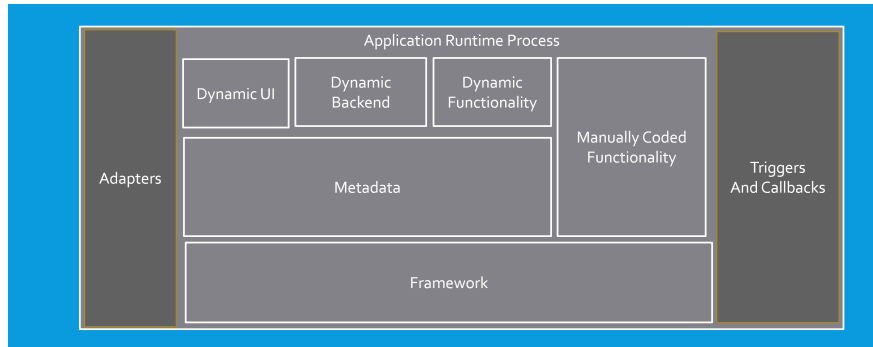 Application Runtime Process
Dynamic UI
Dynamic
Backend
Dynamic
Functionality
Manually Coded
Functionality
Adapters
Metadata
Triggers
And Callbacks
Framework